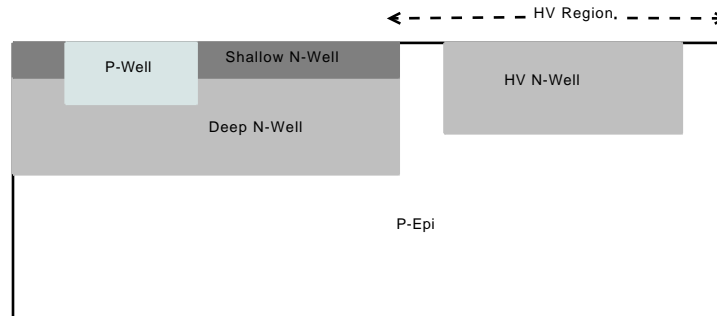 HV Region
P-Well
Shallow N-Well
HV N-Well
Deep N-Well
P-Epi